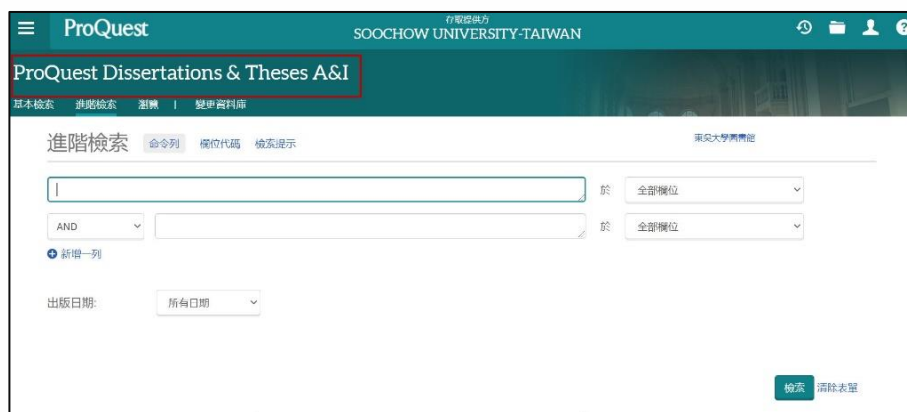 ProQuest
存取提供方
SOOCHOW UNIVERSITY-TAIWAN
ProQuest Dissertations & Theses A&I
基本檢索 進階檢索 瀏覽 | 變更資料庫
進階檢索 命令列 欄位代碼 檢索提示 東吳大學圖書館
於 全部欄位
AND 於 全部欄位
新增一列
出版日期: 所有日期
檢索 清除表單